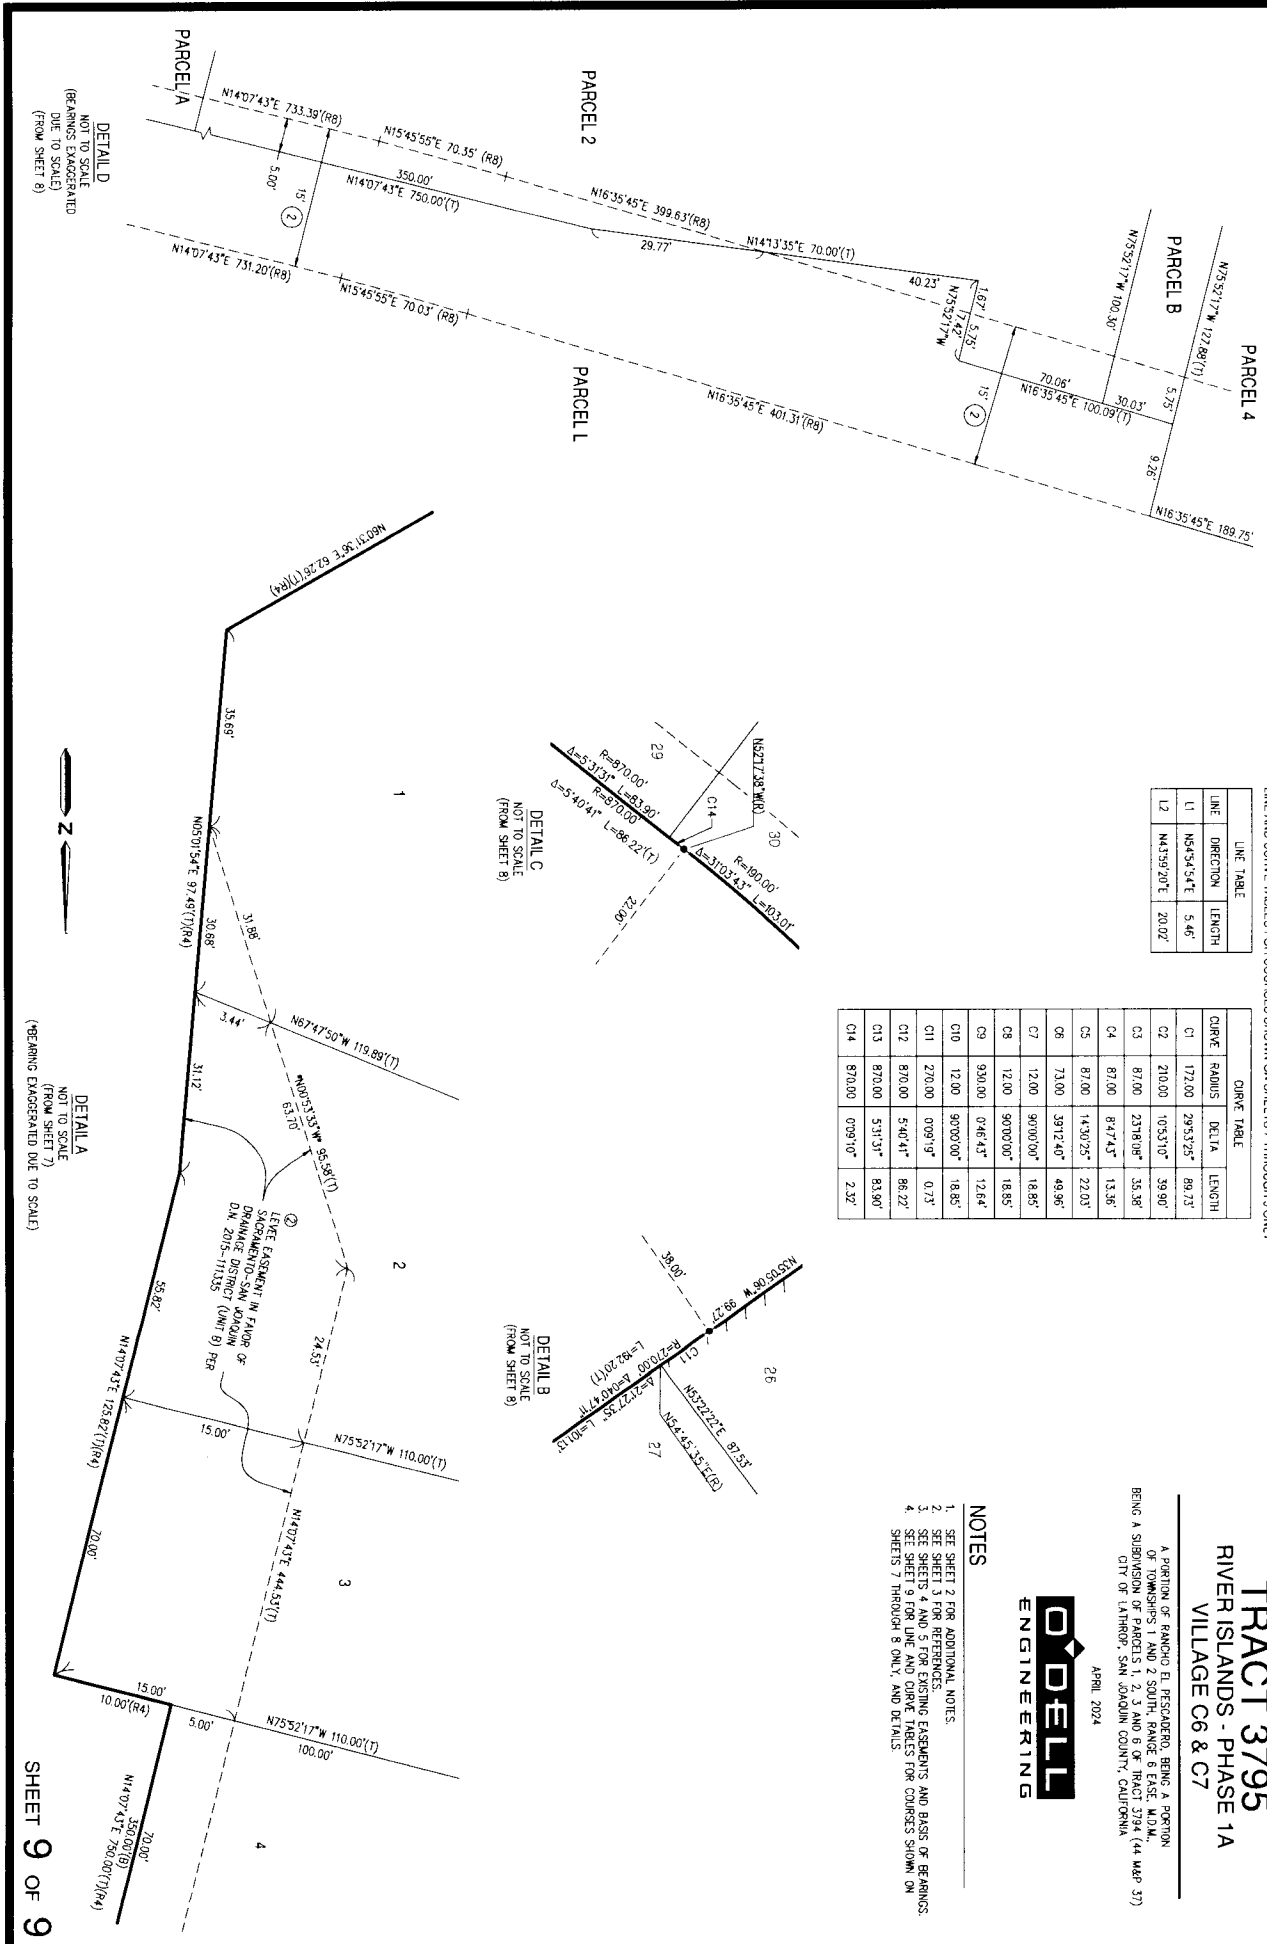 TRACT 3795
RIVER ISLANDS - PHASE 1A
VILLAGE C6 & C7
A PORTION OF RANCHO EL PESCADERO, BEING A PORTION
OF TOWNSHIPS 1 AND 2 SOUTH, RANGE 6 EASE, M.D.M.
BEING A SUBDIVISION OF PARCELS 1, 2, 3 AND 6 OF TRACT 3794 (44 M&P 37)
CITY OF LATHROP, SAN JOAQUIN COUNTY, CALIFORNIA
APRIL 2024
O'DELL
ENGINEERING
NOTES
1. SEE SHEET 2 FOR ADDITIONAL NOTES.
2. SEE SHEET 3 FOR REFERENCES.
3. SEE SHEETS 4 AND 5 FOR EXISTING EASEMENTS AND BASIS OF BEARINGS.
4. SEE SHEET 9 FOR LINE AND CURVE TABLES FOR COURSES SHOWN ON
SHEETS 7 THROUGH 8 ONLY, AND DETAILS.
LINE TABLE
LINE DIRECTION LENGTH
L1 N54°54'54"E 5.46'
L2 N43°59'20"E 20.02'
CURVE TABLE
CURVE RADIUS DELTA LENGTH
C1 172.00 29°53'25" 89.73'
C2 210.00 10°53'10" 39.90'
C3 87.00 23°18'08" 35.38'
C4 87.00 8°47'43" 13.36'
C5 87.00 14°30'25" 22.03'
C6 73.00 39°12'40" 49.96'
C7 12.00 90°00'00" 18.85'
C8 12.00 90°00'00" 18.85'
C9 930.00 0°46'43" 12.64'
C10 12.00 90°00'00" 18.85'
C11 270.00 0°09'19" 0.73'
C12 870.00 5°40'41" 86.22'
C13 870.00 5°31'31" 83.90'
C14 870.00 0°09'10" 2.32'
PARCEL 4
N75°52'17"W 127.88'(T)
PARCEL B
N75°52'17"W 100.30'
5.75'
9.26'
N16°35'45"E 189.75'
30.03'
N16°35'45"E 100.09'(T)
70.06'
15'
2
1.67'
5.75'
7.42'
N75°52'17"W
40.23'
N14°13'35"E 70.00'(T)
29.77'
N16°35'45"E 401.31'(R8)
N16°35'45"E 399.63'(R8)
PARCEL 2
PARCEL L
N15°45'55"E 70.35' (R8)
350.00'
N14°07'43"E 750.00'(T)
N15°45'55"E 70.03' (R8)
N14°07'43"E 733.39'(R8)
N14°07'43"E 731.20'(R8)
15'
2
5.00'
PARCEL A
DETAIL D
NOT TO SCALE
(BEARINGS EXAGGERATED
DUE TO SCALE)
(FROM SHEET 8)
N52°17'38"W(R)
29
30
C14
R=870.00'
Δ=5°31'31" L=83.90'
R=870.00'
Δ=5°40'41" L=86.22'(T)
R=190.00'
Δ=31°03'43" L=103.01'
22.00'
DETAIL C
NOT TO SCALE
(FROM SHEET 8)
N35°05'06"W 99.27'
38.00'
26
27
C11
R=270.00' Δ=21°27'35" L=101.13'
Δ=040°47'11"
L=192.20'(T)
N53°22'22"E 87.53'
N54°45'35"E(R)
DETAIL B
NOT TO SCALE
(FROM SHEET 8)
N60°31'36"E 62.26'(T)(R4)
35.69'
1
N05°01'54"E 97.49'(T)(R4)
30.68'
31.88'
3.44'
N67°47'50"W 119.89'(T)
31.12'
*N00°53'33"W* 95.58'(T)
63.70'
2
2
LEVEE EASEMENT IN FAVOR OF
SACRAMENTO-SAN JOAQUIN
DRAINAGE DISTRICT (UNIT B) PER
D.N. 2015-111335
24.53'
55.82'
N14°07'43"E 125.82'(T)(R4)
15.00'
N75°52'17"W 110.00'(T)
N14°07'43"E 444.53'(T)
3
70.00'
15.00'
10.00'(R4)
5.00'
N75°52'17"W 110.00'(T)
100.00'
4
70.00'
350.00'(B)
N14°07'43"E 750.00'(T)(R4)
Z
DETAIL A
NOT TO SCALE
(FROM SHEET 7)
(*BEARING EXAGGERATED DUE TO SCALE)
SHEET 9 OF 9